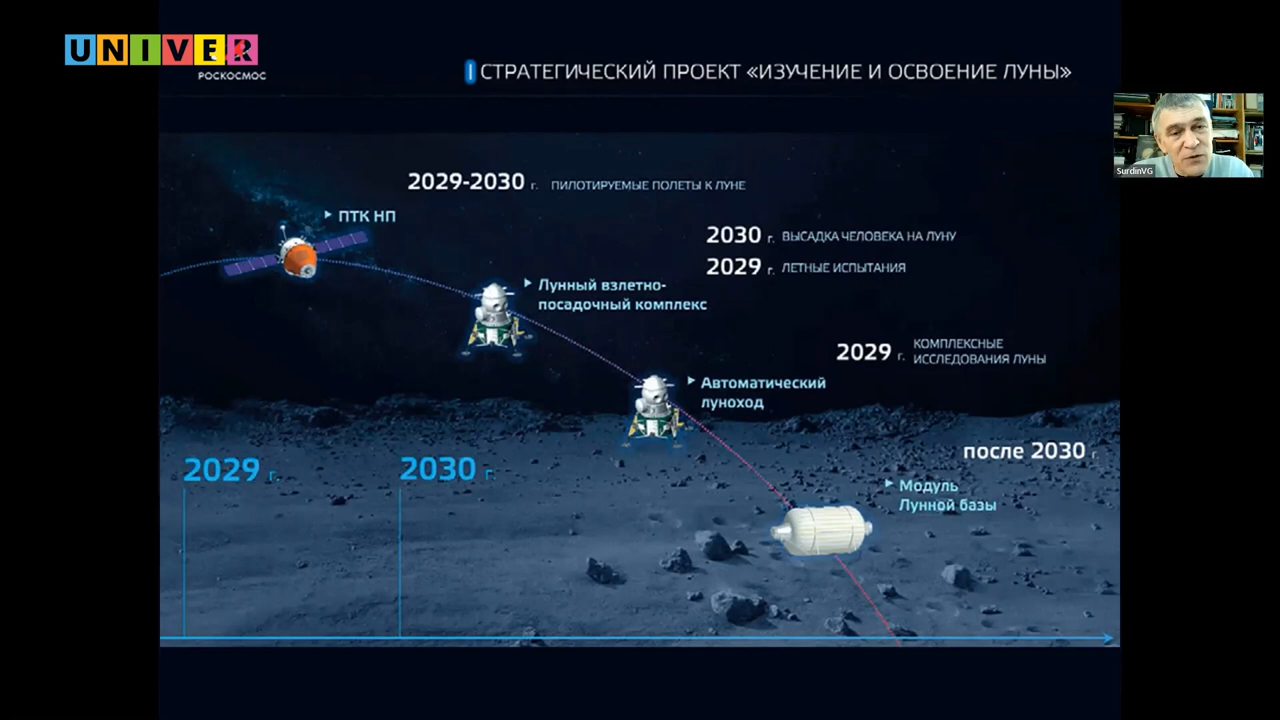 UNIVER
РОСКОСМОС
СТРАТЕГИЧЕСКИЙ ПРОЕКТ «ИЗУЧЕНИЕ И ОСВОЕНИЕ ЛУНЫ»
SurdinVG
2029-2030 г. ПИЛОТИРУЕМЫЕ ПОЛЕТЫ К ЛУНЕ
ПТК НП
2030 г. ВЫСАДКА ЧЕЛОВЕКА НА ЛУНУ
2029 г. ЛЕТНЫЕ ИСПЫТАНИЯ
Лунный взлетно-
посадочный комплекс
2029 г. КОМПЛЕКСНЫЕ
ИССЛЕДОВАНИЯ ЛУНЫ
Автоматический
луноход
после 2030 г.
Модуль
Лунной базы
2029 г.
2030 г.